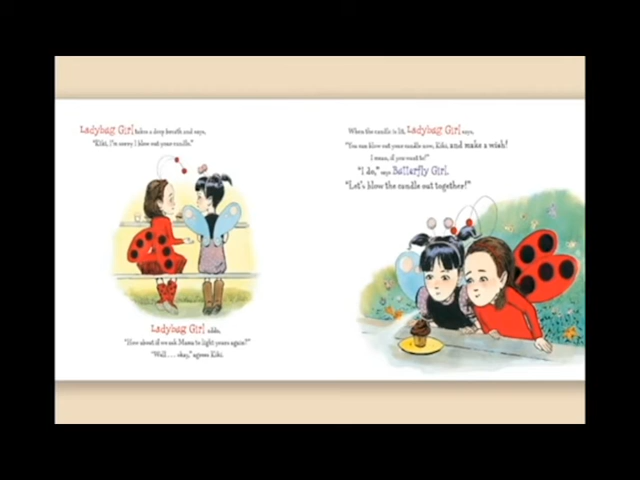 Ladybug Girl takes a deep breath and says,
"Kiki, I'm sorry I blew out your candle."
Ladybug Girl adds,
"How about if we ask Mama to light yours again?"
"Well . . . okay," agrees Kiki.
When the candle is lit, Ladybug Girl says,
"You can blow out your candle now, Kiki, and make a wish!
I mean, if you want to!"
"I do," says Butterfly Girl.
"Let's blow the candle out together!"